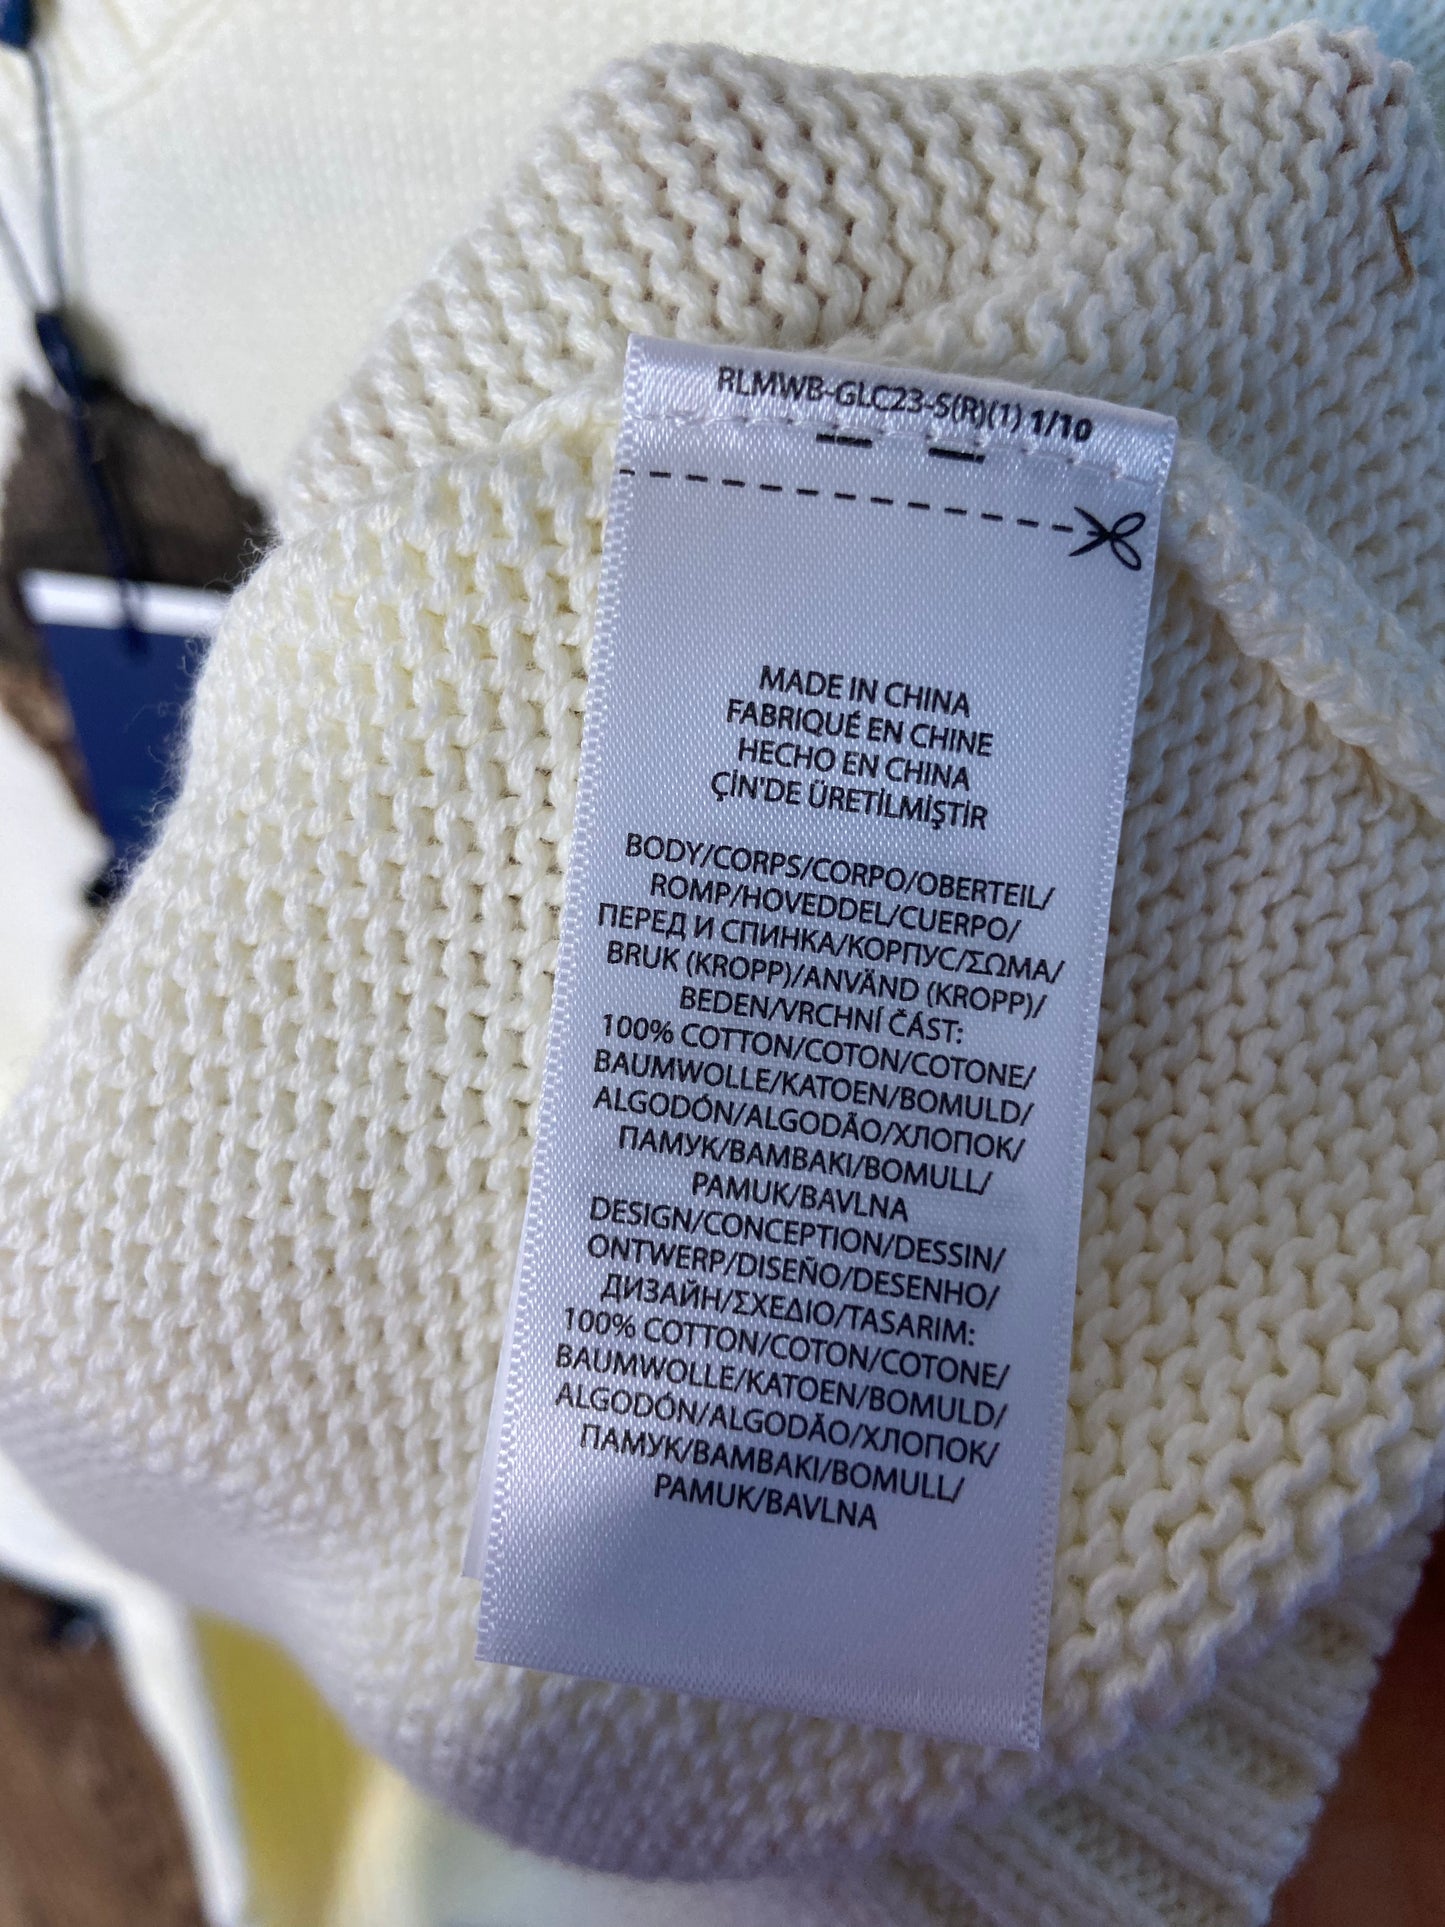 RLMWB-GLC23-S(R)(1) 1/10
MADE IN CHINA
FABRIQUÉ EN CHINE
HECHO EN CHINA
ÇİN'DE ÜRETİLMİŞTİR
BODY/CORPS/CORPO/OBERTEIL/
ROMP/HOVEDDEL/CUERPO/
ПЕРЕД И СПИНКА/КОРПУС/ΣΩΜΑ/
BRUK (KROPP)/ANVÄND (KROPP)/
BEDEN/VRCHNÍ ČÁST:
100% COTTON/COTON/COTONE/
BAUMWOLLE/KATOEN/BOMULD/
ALGODÓN/ALGODÃO/ХЛОПОК/
ПАМУК/BAMBAKI/BOMULL/
PAMUK/BAVLNA
DESIGN/CONCEPTION/DESSIN/
ONTWERP/DISEÑO/DESENHO/
ДИЗАЙН/ΣΧΕΔΙΟ/TASARIM:
100% COTTON/COTON/COTONE/
BAUMWOLLE/KATOEN/BOMULD/
ALGODÓN/ALGODÃO/ХЛОПОК/
ПАМУК/BAMBAKI/BOMULL/
PAMUK/BAVLNA